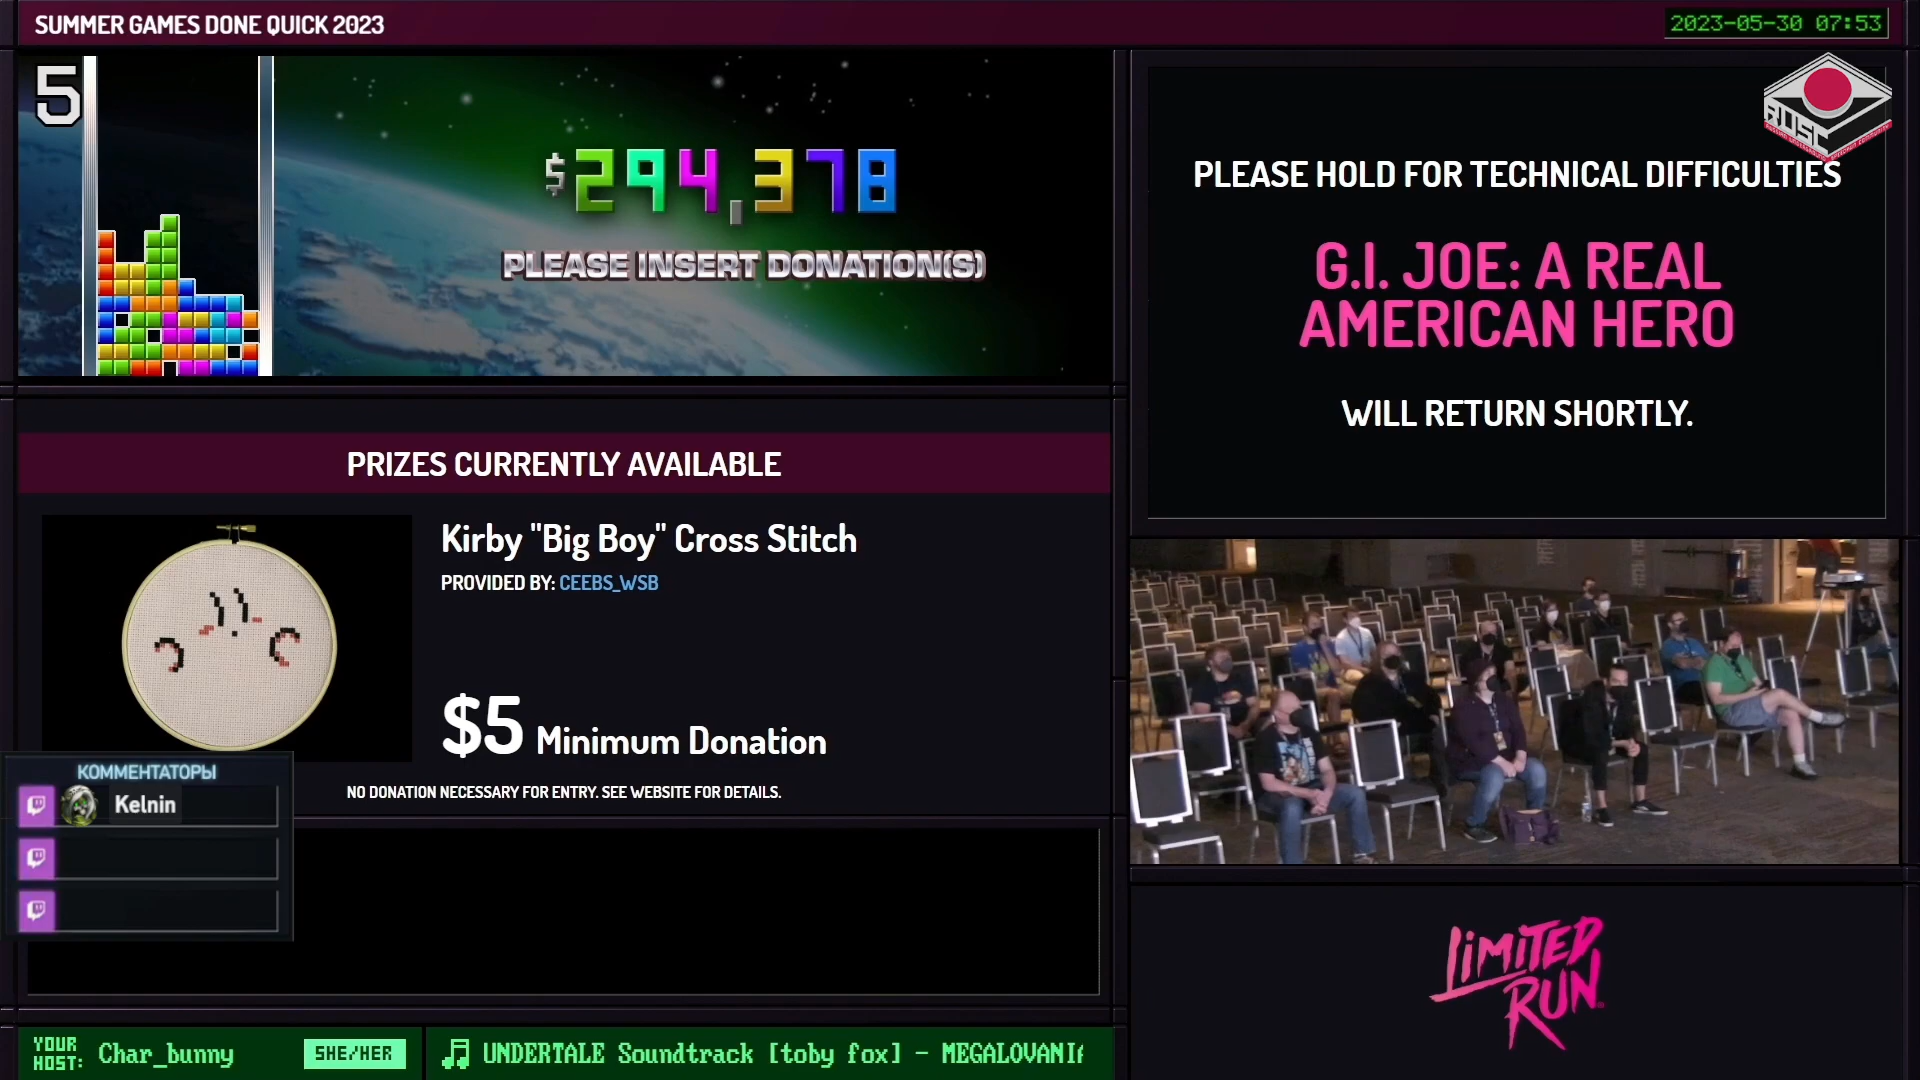 SUMMER GAMES DONE QUICK 2023
2023-05-30 07:53
5
$294,378
PLEASE INSERT DONATION(S)
RUSC
PLEASE HOLD FOR TECHNICAL DIFFICULTIES
G.I. JOE: A REAL
AMERICAN HERO
WILL RETURN SHORTLY.
PRIZES CURRENTLY AVAILABLE
Kirby "Big Boy" Cross Stitch
PROVIDED BY: CEEBS_WSB
$5 Minimum Donation
NO DONATION NECESSARY FOR ENTRY. SEE WEBSITE FOR DETAILS.
КОММЕНТАТОРЫ
Kelnin
LIMITED
RUN
YOUR
HOST: Char_bunny SHE/HER
UNDERTALE Soundtrack [toby fox] - MEGALOVANIA